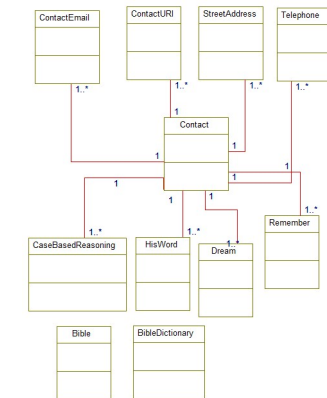 ContactEmail
ContactURI
StreetAddress
Telephone
1..*
1..*
1..*
1..*
1
Contact
1
1
1
1
1
1
1
1..*
1..*
1..*
1..*
CaseBasedReasoning
HisWord
Dream
Remember
Bible
BibleDictionary